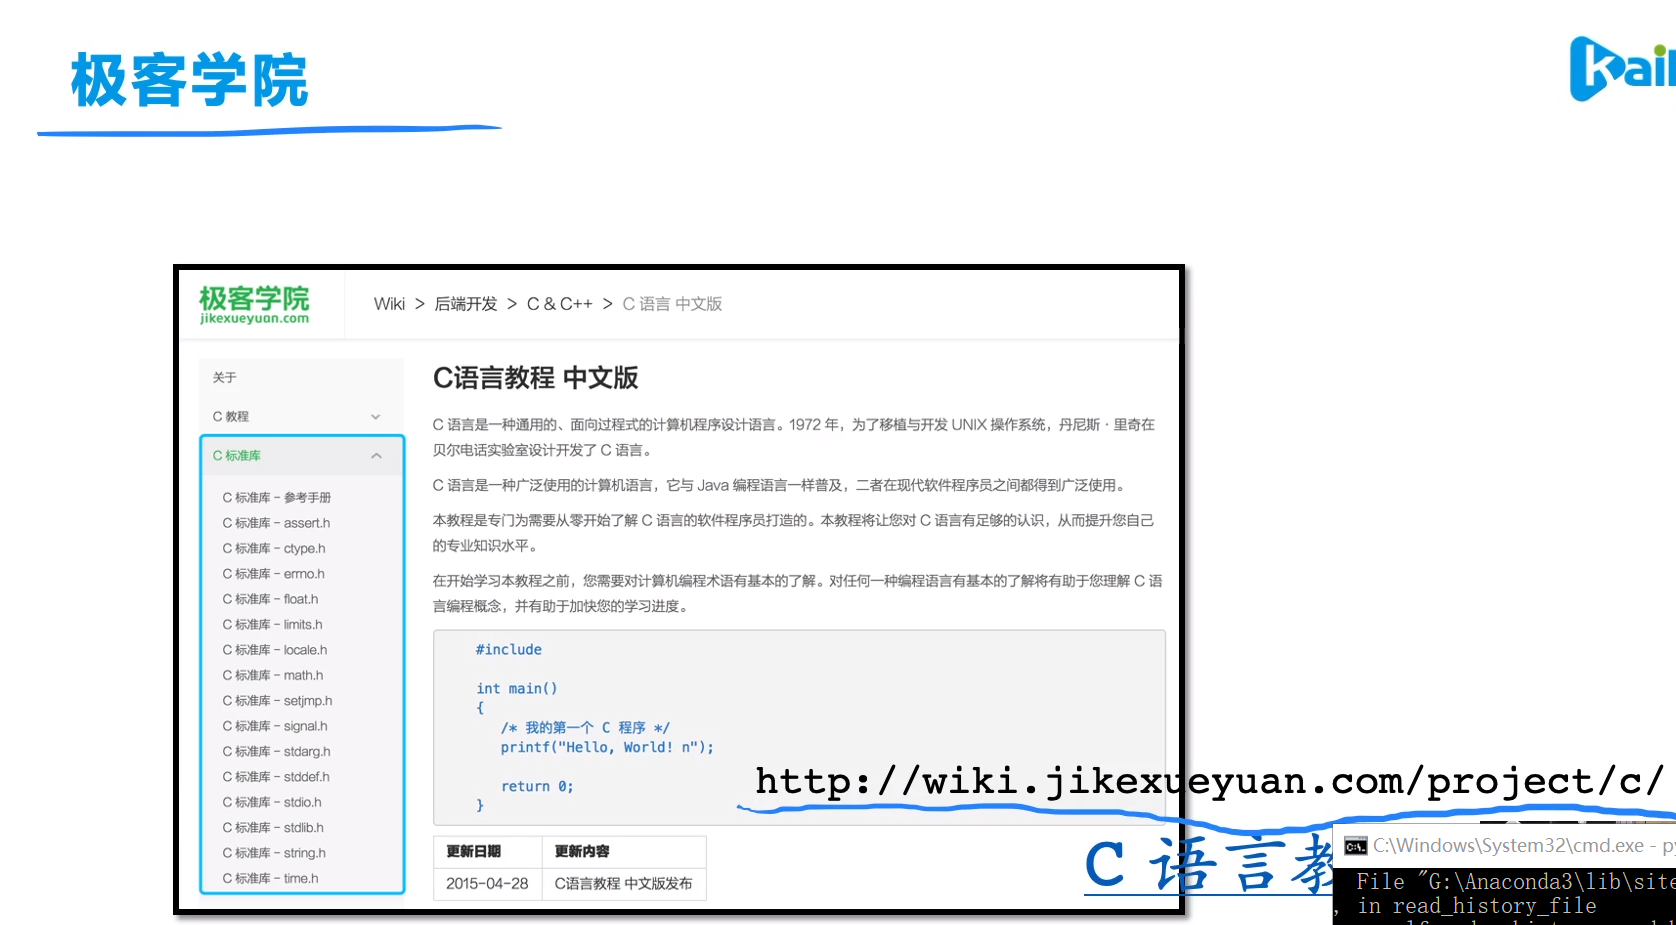 极客学院
极客学院
jikexueyuan.com
Wiki > 后端开发 > C & C++ > C 语言 中文版
关于
C 教程
C 标准库
C 标准库 - 参考手册
C 标准库 - assert.h
C 标准库 - ctype.h
C 标准库 - errno.h
C 标准库 - float.h
C 标准库 - limits.h
C 标准库 - locale.h
C 标准库 - math.h
C 标准库 - setjmp.h
C 标准库 - signal.h
C 标准库 - stdarg.h
C 标准库 - stddef.h
C 标准库 - stdio.h
C 标准库 - stdlib.h
C 标准库 - string.h
C 标准库 - time.h
C语言教程 中文版
C 语言是一种通用的、面向过程式的计算机程序设计语言。1972 年，为了移植与开发 UNIX 操作系统，丹尼斯 · 里奇在
贝尔电话实验室设计开发了 C 语言。
C 语言是一种广泛使用的计算机语言，它与 Java 编程语言一样普及，二者在现代软件程序员之间都得到广泛使用。
本教程是专门为需要从零开始了解 C 语言的软件程序员打造的。本教程将让您对 C 语言有足够的认识，从而提升您自己
的专业知识水平。
在开始学习本教程之前，您需要对计算机编程术语有基本的了解。对任何一种编程语言有基本的了解将有助于您理解 C 语
言编程概念，并有助于加快您的学习进度。
#include
int main()
{
/* 我的第一个 C 程序 */
printf("Hello, World! n");
return 0;
}
更新日期 更新内容
2015-04-28 C语言教程 中文版发布
http://wiki.jikexueyuan.com/project/c/
C 语言教
C:\Windows\System32\cmd.exe - py
File "G:\Anaconda3\lib\site
, in read_history_file